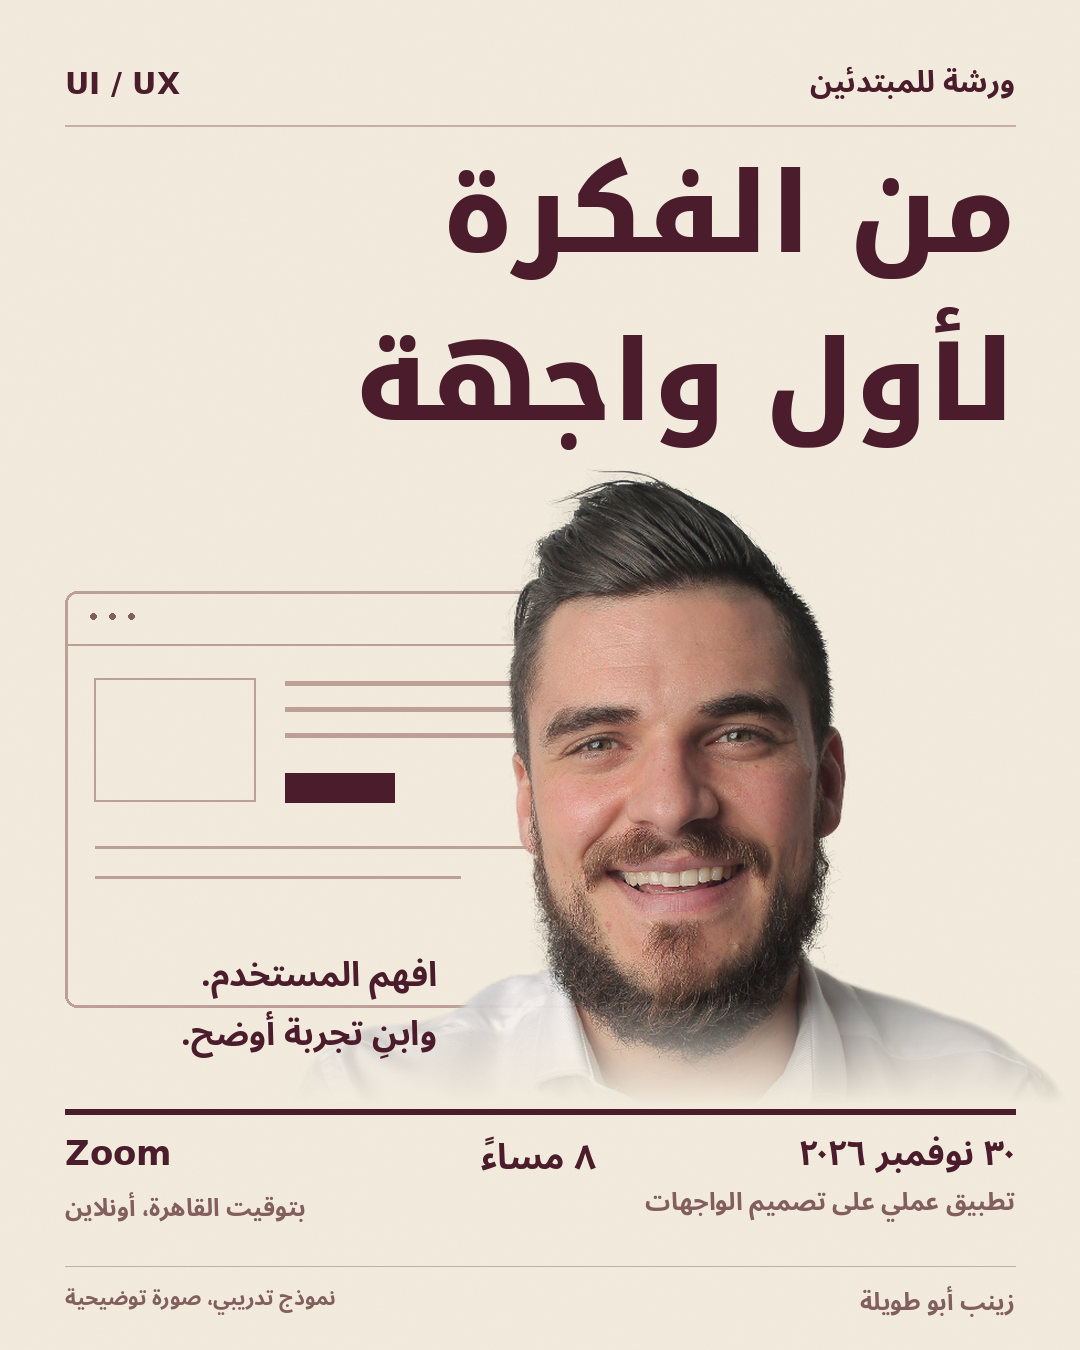 ورشة للمبتدئين
UI / UX
من الفكرة
لأول واجهة
افهم المستخدم.
وابنِ تجربة أوضح.
٣٠ نوفمبر ٢٠٢٦
٨ مساءً
Zoom
تطبيق عملي على تصميم الواجهات
بتوقيت القاهرة، أونلاين
زينب أبو طويلة
نموذج تدريبي، صورة توضيحية